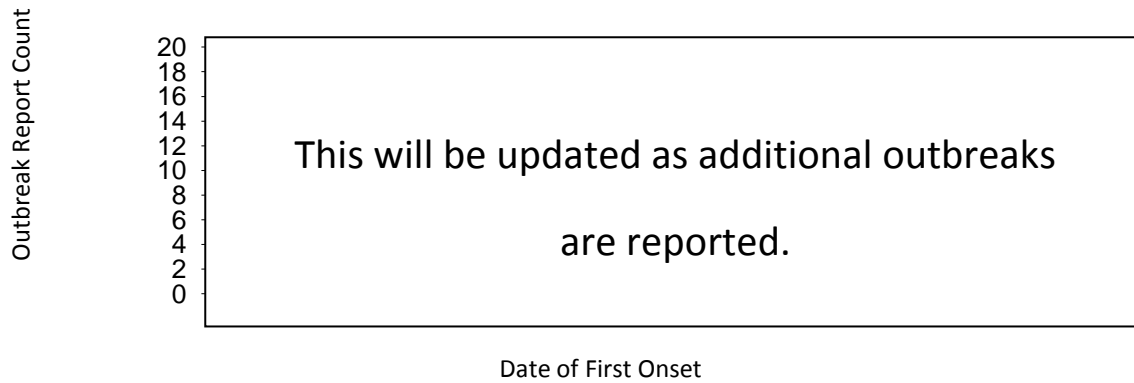 Outbreak Report Count
20
18
16
14
12
10
8
6
4
2
0
This will be updated as additional outbreaks
are reported.
Date of First Onset